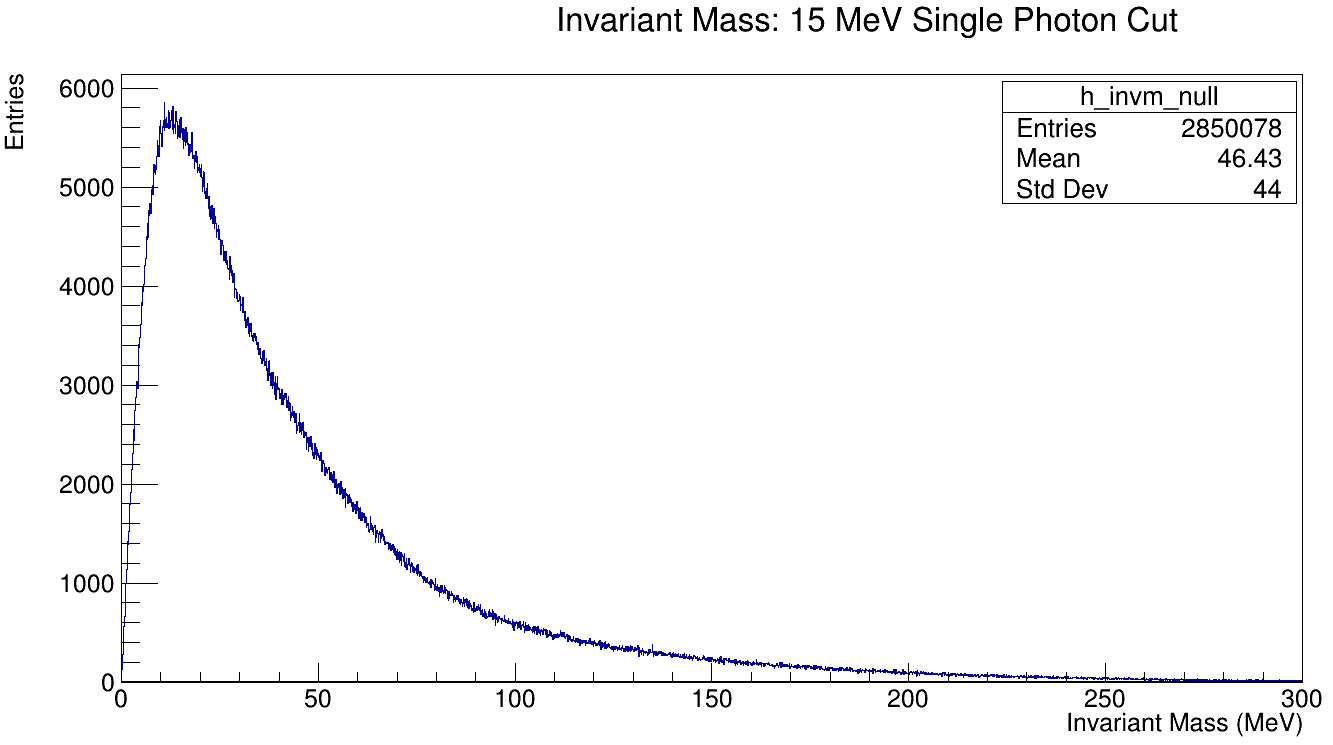 Invariant Mass: 15 MeV Single Photon Cut
Entries
h_invm_null
Entries 2850078
Mean 46.43
Std Dev 44
6000
5000
4000
3000
2000
1000
0
0 50 100 150 200 250 300
Invariant Mass (MeV)